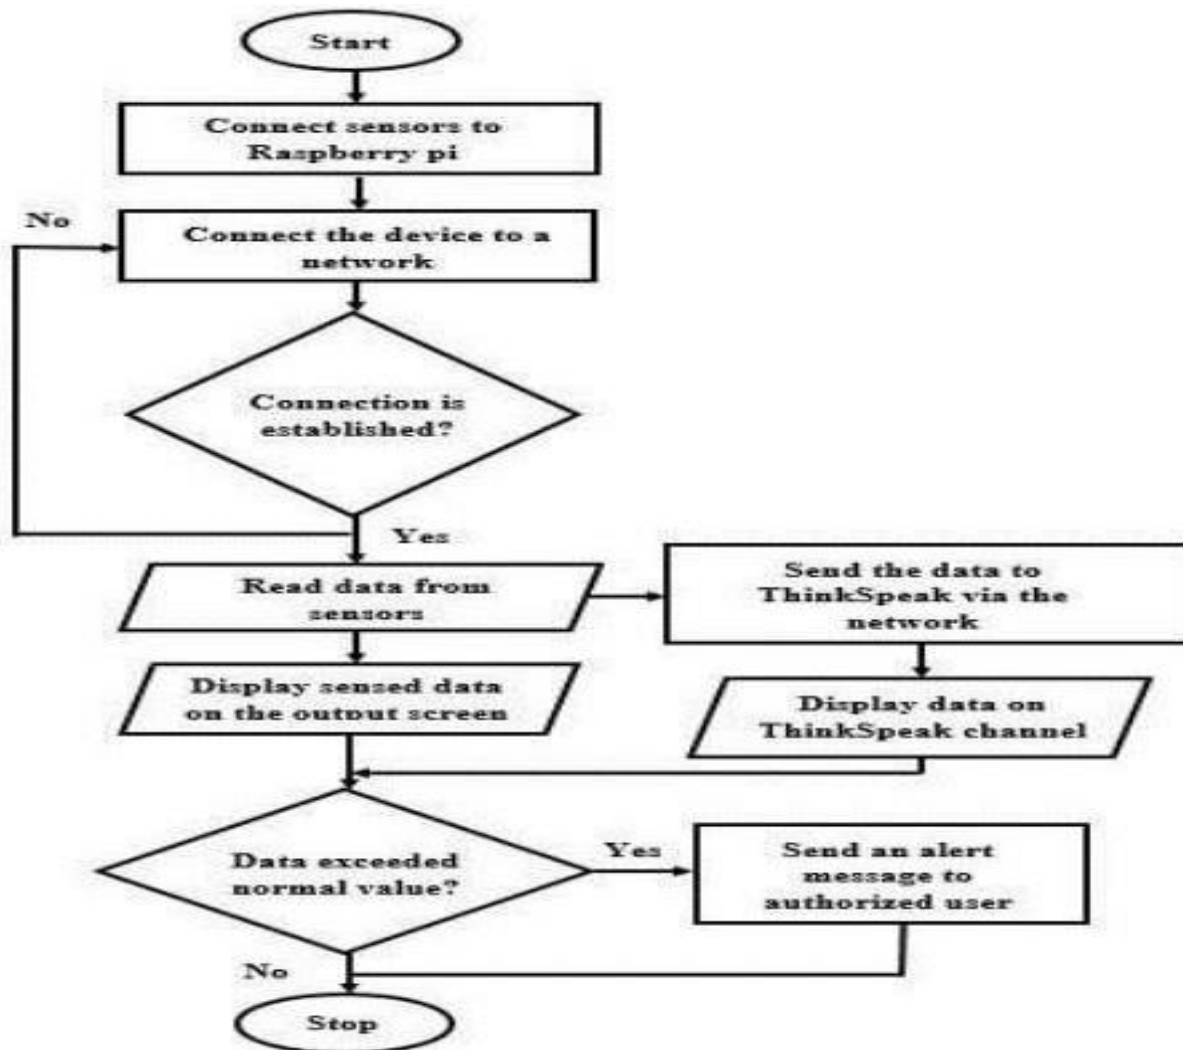 Start
Connect sensors to
Raspberry pi
No
Connect the device to a
network
Connection is
established?
Yes
Read data from
sensors
Send the data to
ThinkSpeak via the
network
Display sensed data
on the output screen
Display data on
ThinkSpeak channel
Data exceeded
normal value?
Yes
Send an alert
message to
authorized user
No
Stop